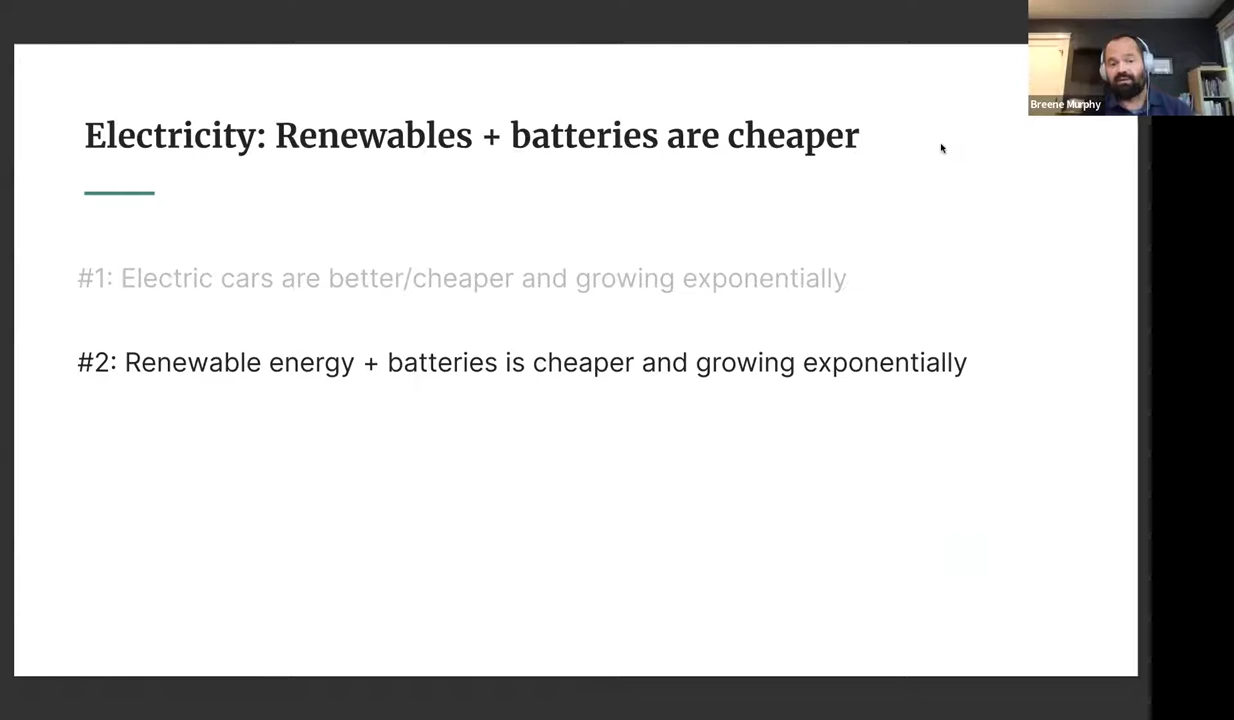 Breene Murphy
Electricity: Renewables + batteries are cheaper
#1: Electric cars are better/cheaper and growing exponentially
#2: Renewable energy + batteries is cheaper and growing exponentially